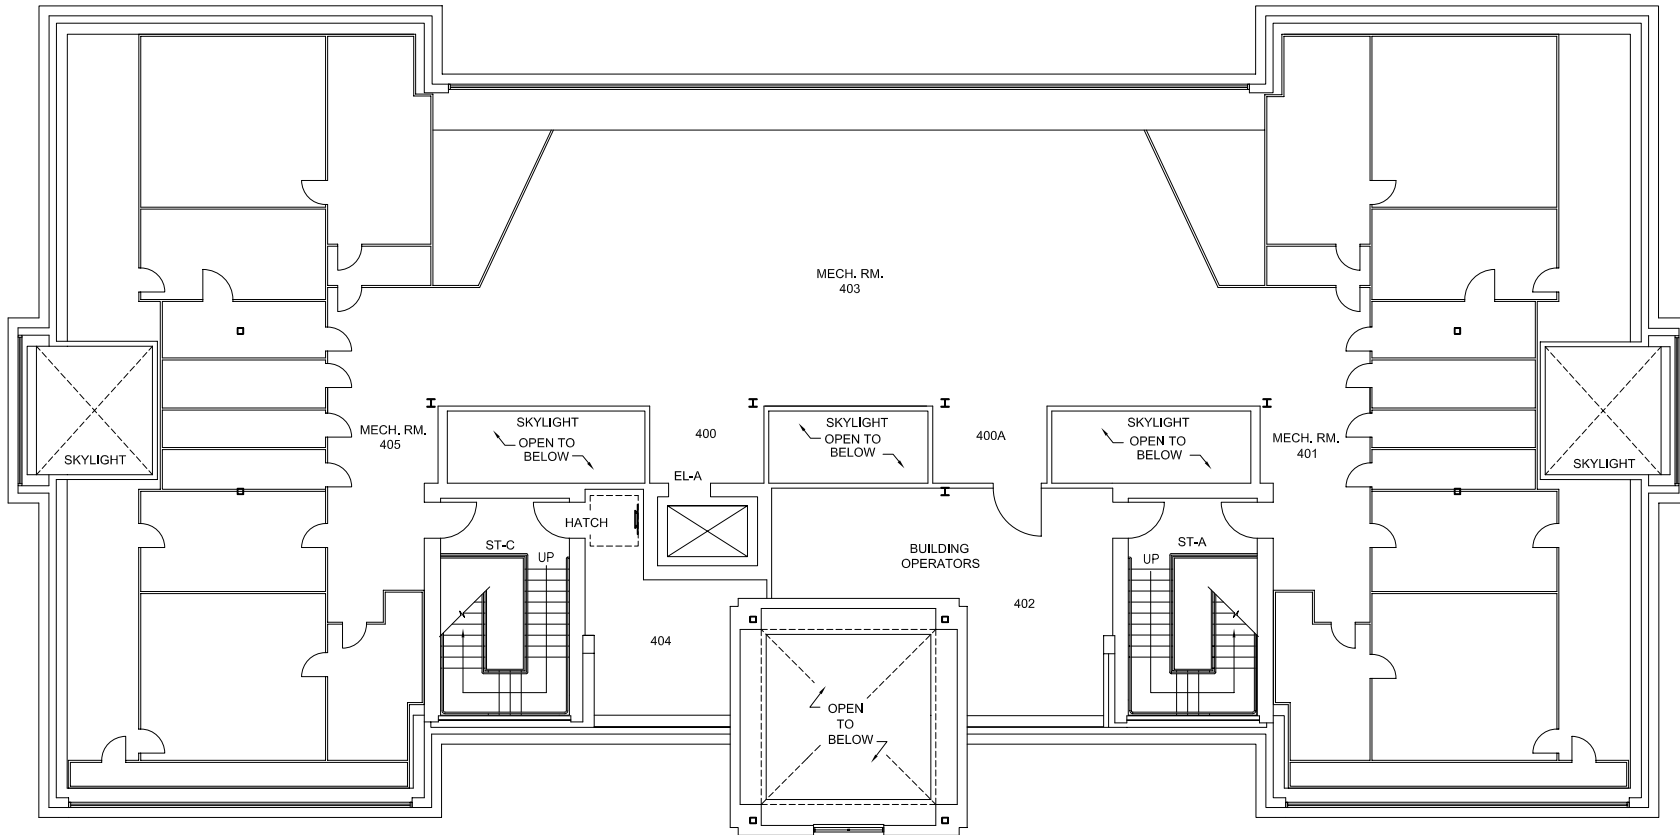 MECH. RM.
403
SKYLIGHT
OPEN TO
BELOW
SKYLIGHT
OPEN TO
BELOW
SKYLIGHT
OPEN TO
BELOW
MECH. RM.
405
400
400A
MECH. RM.
401
SKYLIGHT
SKYLIGHT
EL-A
HATCH
ST-C
UP
BUILDING
OPERATORS
ST-A
UP
402
404
OPEN
TO
BELOW